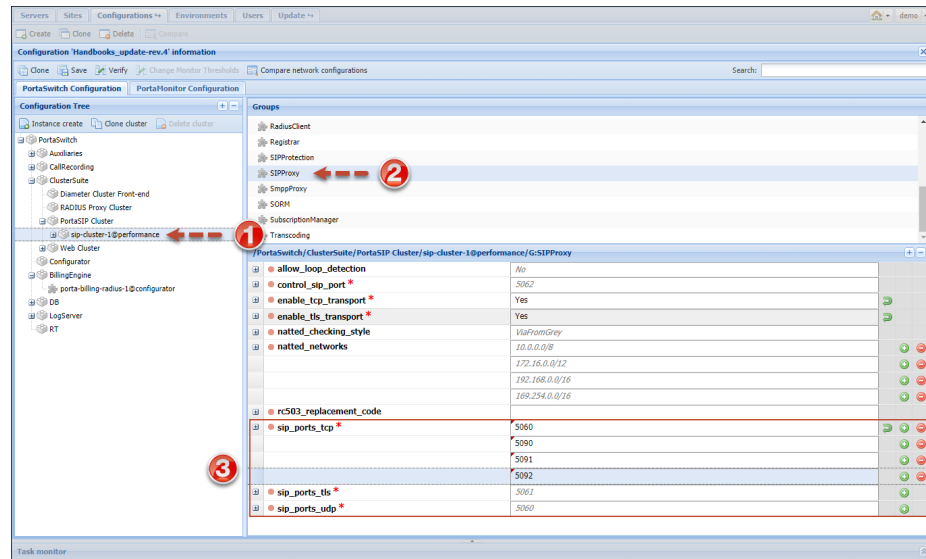 Servers Sites Configurations Environments Users Update demo
Create Clone Delete Compare
Configuration 'Handbooks_update-rev.4' information
Clone Save Verify Change Monitor Thresholds Compare network configurations Search:
PortaSwitch Configuration PortaMonitor Configuration
Configuration Tree
Instance create Clone cluster Delete cluster
PortaSwitch
Auxiliaries
CallRecording
ClusterSuite
Diameter Cluster Front-end
RADIUS Proxy Cluster
PortaSIP Cluster
sip-cluster-1@performance
1
Web Cluster
Configurator
BillingEngine
porta-billing-radius-1@configurator
DB
LogServer
RT
Groups
RadiusClient
Registrar
SIPProtection
SIPProxy
2
SmppProxy
SORM
SubscriptionManager
Transcoding
/PortaSwitch/ClusterSuite/PortaSIP Cluster/sip-cluster-1@performance/G:SIPProxy
allow_loop_detection No
control_sip_port * 5062
enable_tcp_transport * Yes
enable_tls_transport * Yes
natted_checking_style ViaFromGrey
natted_networks 10.0.0.0/8
172.16.0.0/12
192.168.0.0/16
169.254.0.0/16
rc503_replacement_code
sip_ports_tcp * 5060
5090
5091
3
5092
sip_ports_tls * 5061
sip_ports_udp * 5060
Task monitor